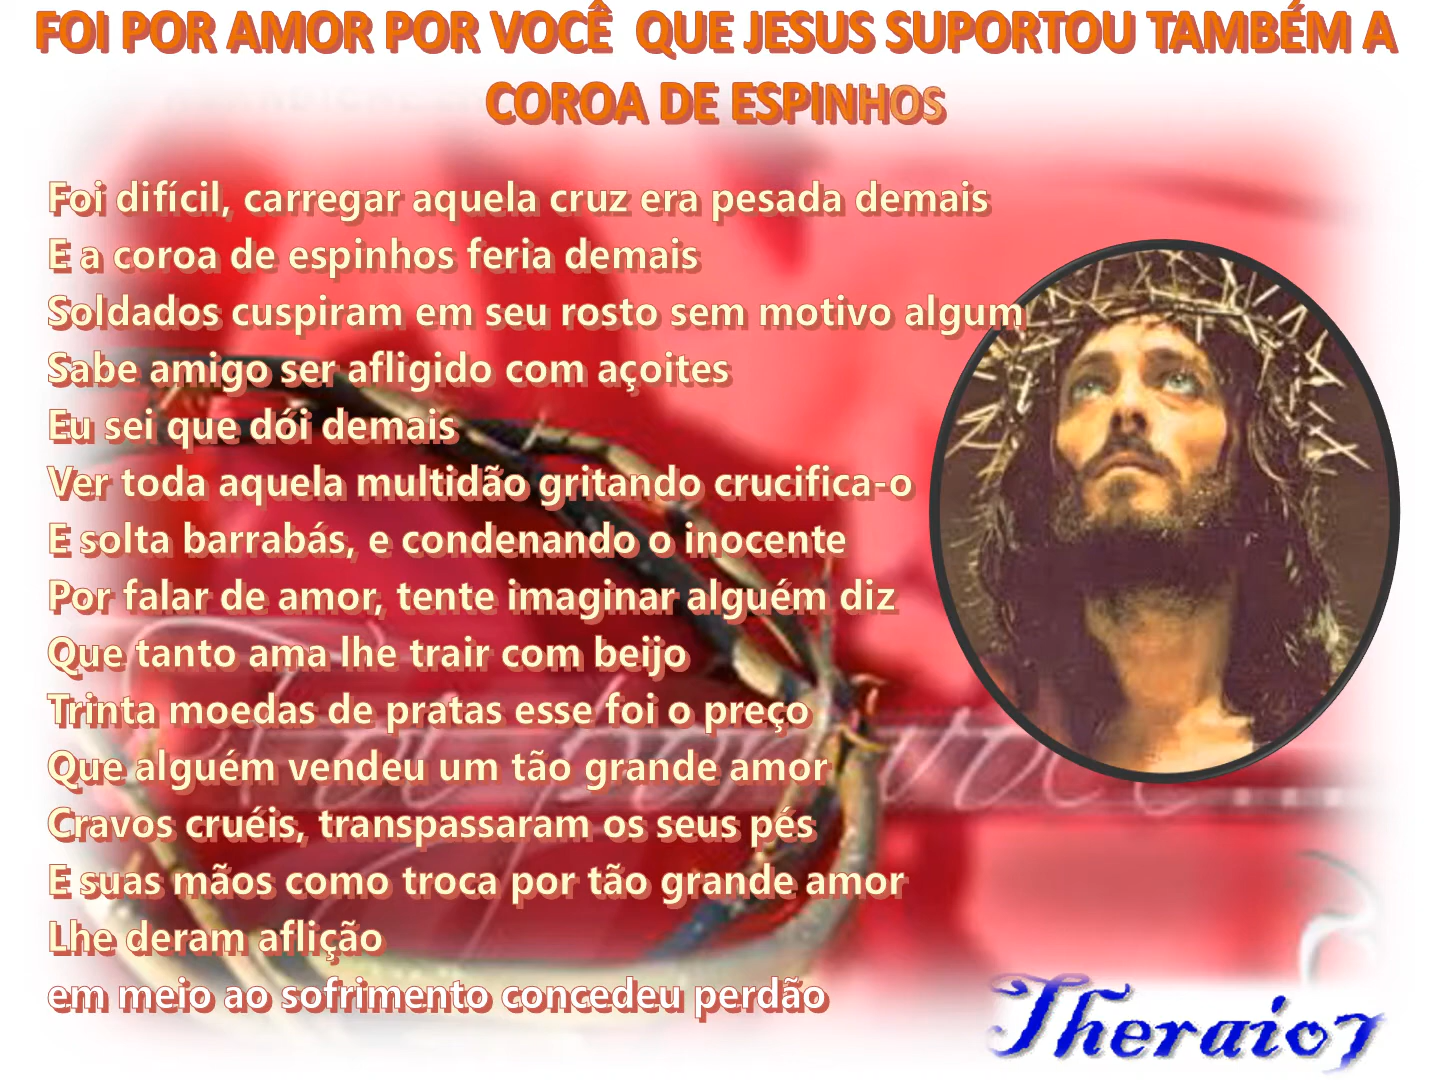 FOI POR AMOR POR VOCÊ QUE JESUS SUPORTOU TAMBÉM A
COROA DE ESPINHOS
Foi difícil, carregar aquela cruz era pesada demais
E a coroa de espinhos feria demais
Soldados cuspiram em seu rosto sem motivo algum
Sabe amigo ser afligido com açoites
Eu sei que dói demais
Ver toda aquela multidão gritando crucifica-o
E solta barrabás, e condenando o inocente
Por falar de amor, tente imaginar alguém diz
Que tanto ama lhe trair com beijo
Trinta moedas de pratas esse foi o preço
Que alguém vendeu um tão grande amor
Cravos cruéis, transpassaram os seus pés
E suas mãos como troca por tão grande amor
Lhe deram aflição
em meio ao sofrimento concedeu perdão
Foi por você....
Theraio7